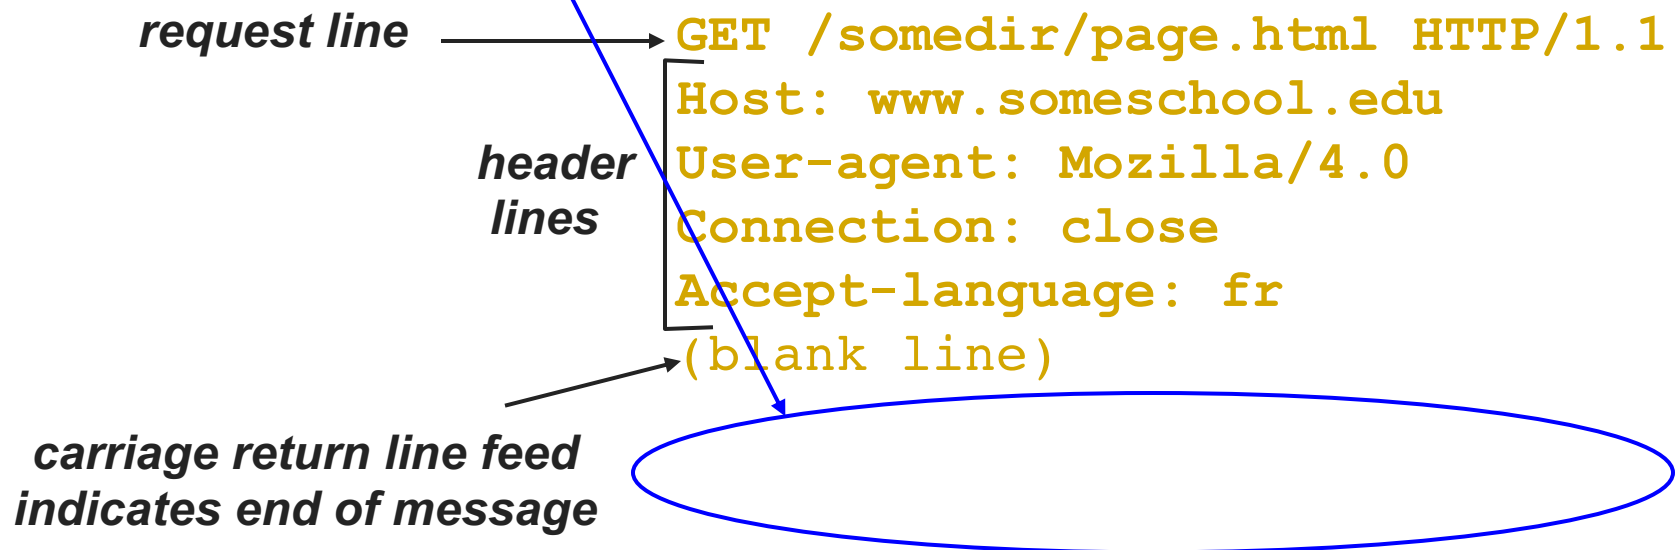 request line
GET /somedir/page.html HTTP/1.1
Host: www.someschool.edu
header
lines
User-agent: Mozilla/4.0
Connection: close
Accept-language: fr
(blank line)
carriage return line feed
indicates end of message